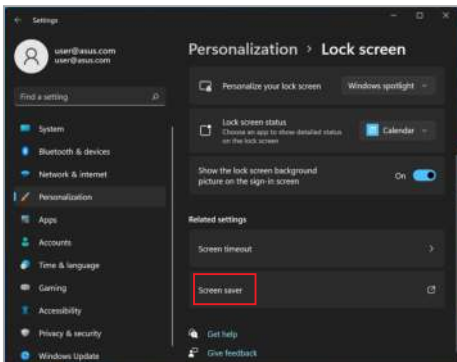 Settings
user@asus.com
user@asus.com
Find a setting
System
Bluetooth & devices
Network & internet
Personalization
Apps
Accounts
Time & language
Gaming
Accessibility
Privacy & security
Windows Update
Personalization > Lock screen
Personalize your lock screen
Windows spotlight
Lock screen status
Choose an app to show detailed status
on the lock screen
Calendar
Show the lock screen background
picture on the sign-in screen
On
Related settings
Screen timeout
Screen saver
Get help
Give feedback